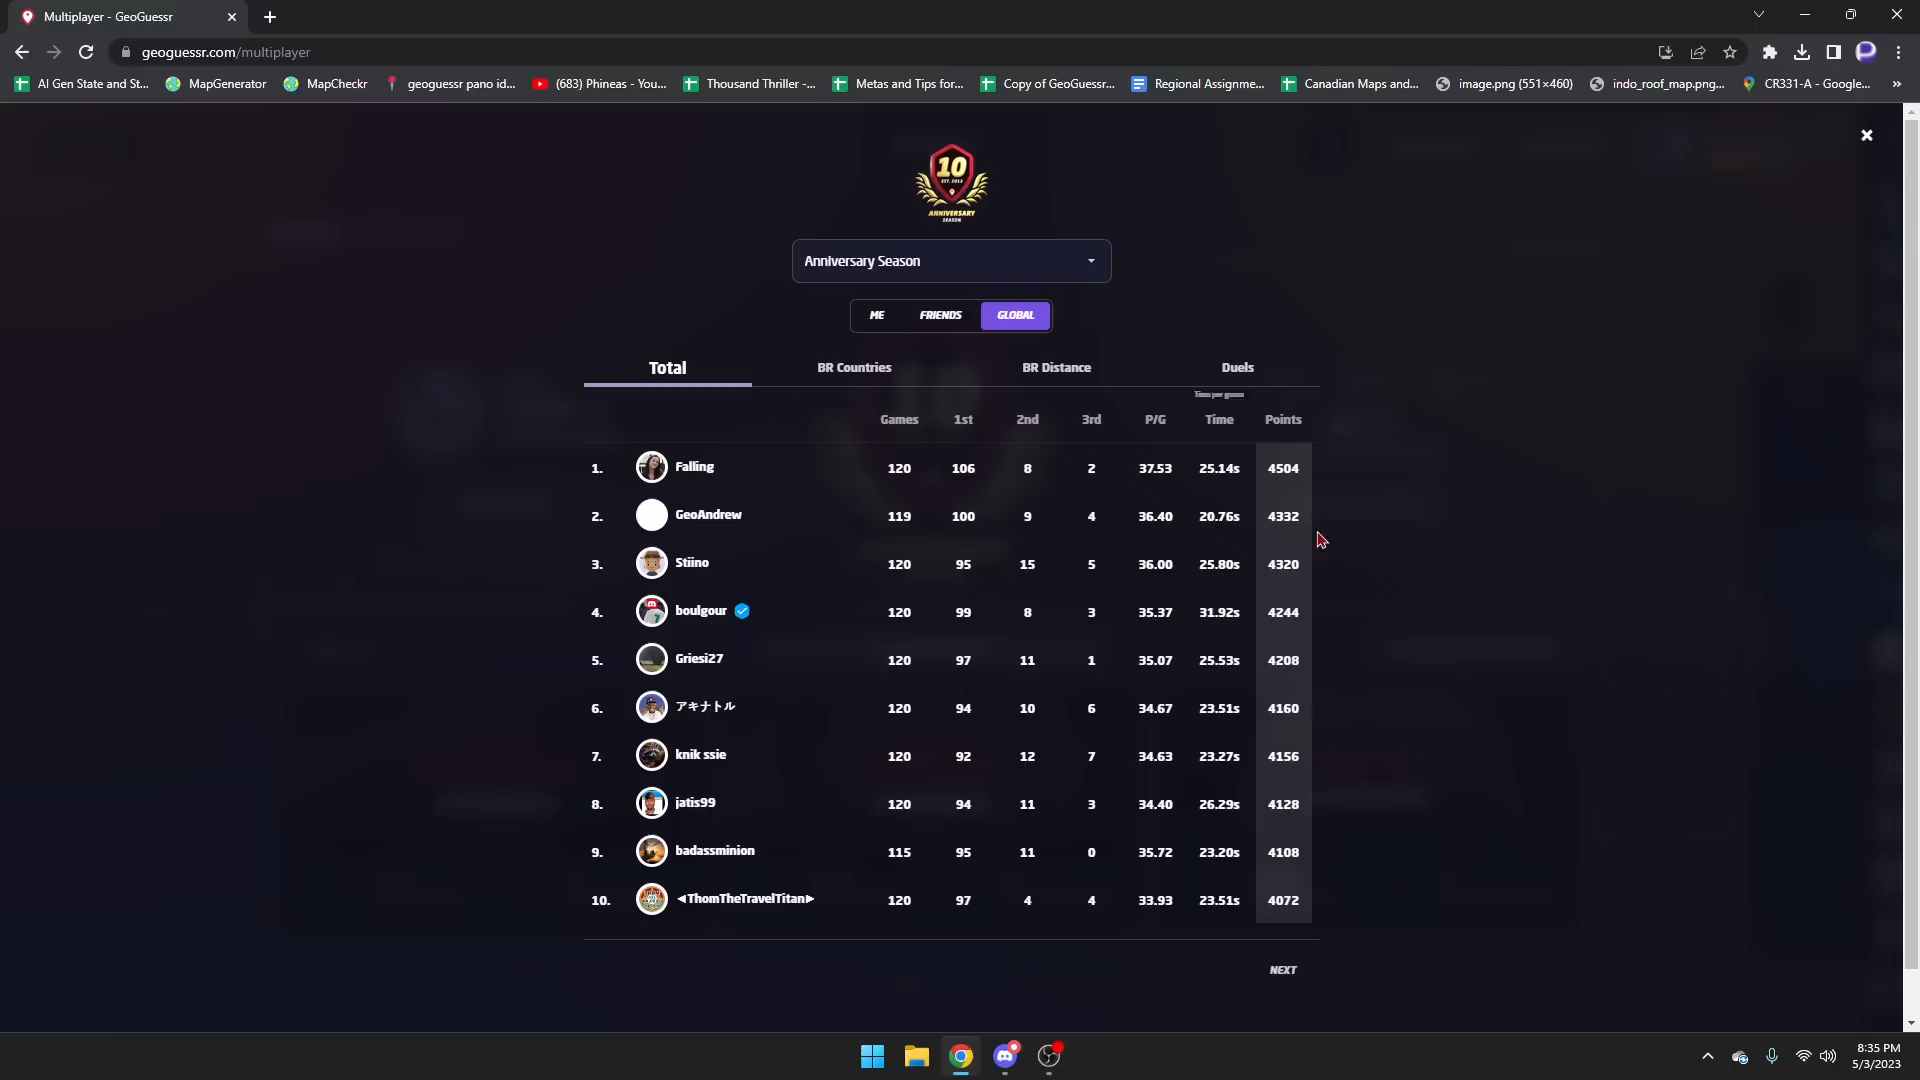 Multiplayer - GeoGuessr
geoguessr.com/multiplayer
AI Gen State and St... MapGenerator MapCheckr geoguessr pano id... (683) Phineas - You... Thousand Thriller -... Metas and Tips for... Copy of GeoGuessr... Regional Assignme... Canadian Maps and... image.png (551×460) indo_roof_map.png... CR331-A - Google... »
10
EST. 2013
ANNIVERSARY
SEASON
Anniversary Season
ME FRIENDS GLOBAL
Total BR Countries BR Distance Duels
Time per game
Games 1st 2nd 3rd P/G Time Points
1. Falling 120 106 8 2 37.53 25.14s 4504
2. GeoAndrew 119 100 9 4 36.40 20.76s 4332
3. Stiino 120 95 15 5 36.00 25.80s 4320
4. boulgour 120 99 8 3 35.37 31.92s 4244
5. Griesi27 120 97 11 1 35.07 25.53s 4208
6. アキナトル 120 94 10 6 34.67 23.51s 4160
7. knik ssie 120 92 12 7 34.63 23.27s 4156
8. jatis99 120 94 11 3 34.40 26.29s 4128
9. badassminion 115 95 11 0 35.72 23.20s 4108
10. ◄ThomTheTravelTitan► 120 97 4 4 33.93 23.51s 4072
NEXT
8:35 PM
5/3/2023